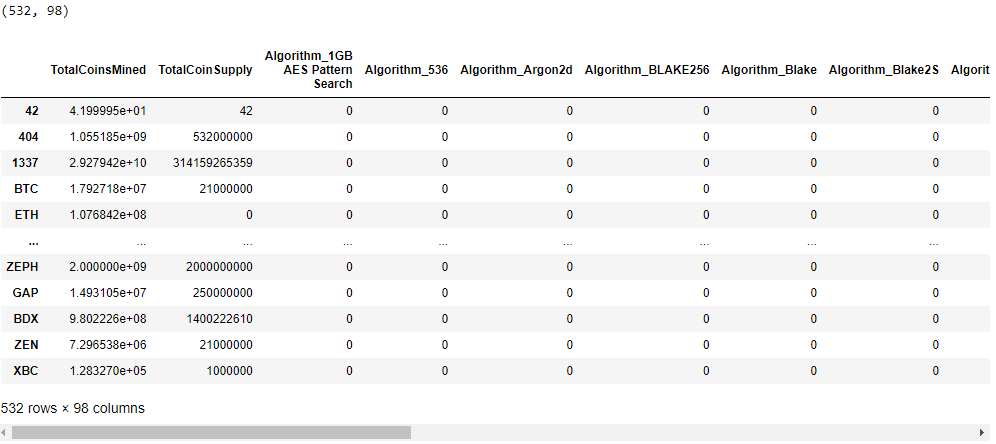 (532, 98)
TotalCoinsMined TotalCoinSupply Algorithm_1GB AES Pattern Search Algorithm_536 Algorithm_Argon2d Algorithm_BLAKE256 Algorithm_Blake Algorithm_Blake2S Algorit
42 4.199995e+01 42 0 0 0 0 0 0
404 1.055185e+09 532000000 0 0 0 0 0 0
1337 2.927942e+10 314159265359 0 0 0 0 0 0
BTC 1.792718e+07 21000000 0 0 0 0 0 0
ETH 1.076842e+08 0 0 0 0 0 0 0
... ... ... ... ... ... ... ... ...
ZEPH 2.000000e+09 2000000000 0 0 0 0 0 0
GAP 1.493105e+07 250000000 0 0 0 0 0 0
BDX 9.802226e+08 1400222610 0 0 0 0 0 0
ZEN 7.296538e+06 21000000 0 0 0 0 0 0
XBC 1.283270e+05 1000000 0 0 0 0 0 0
532 rows × 98 columns